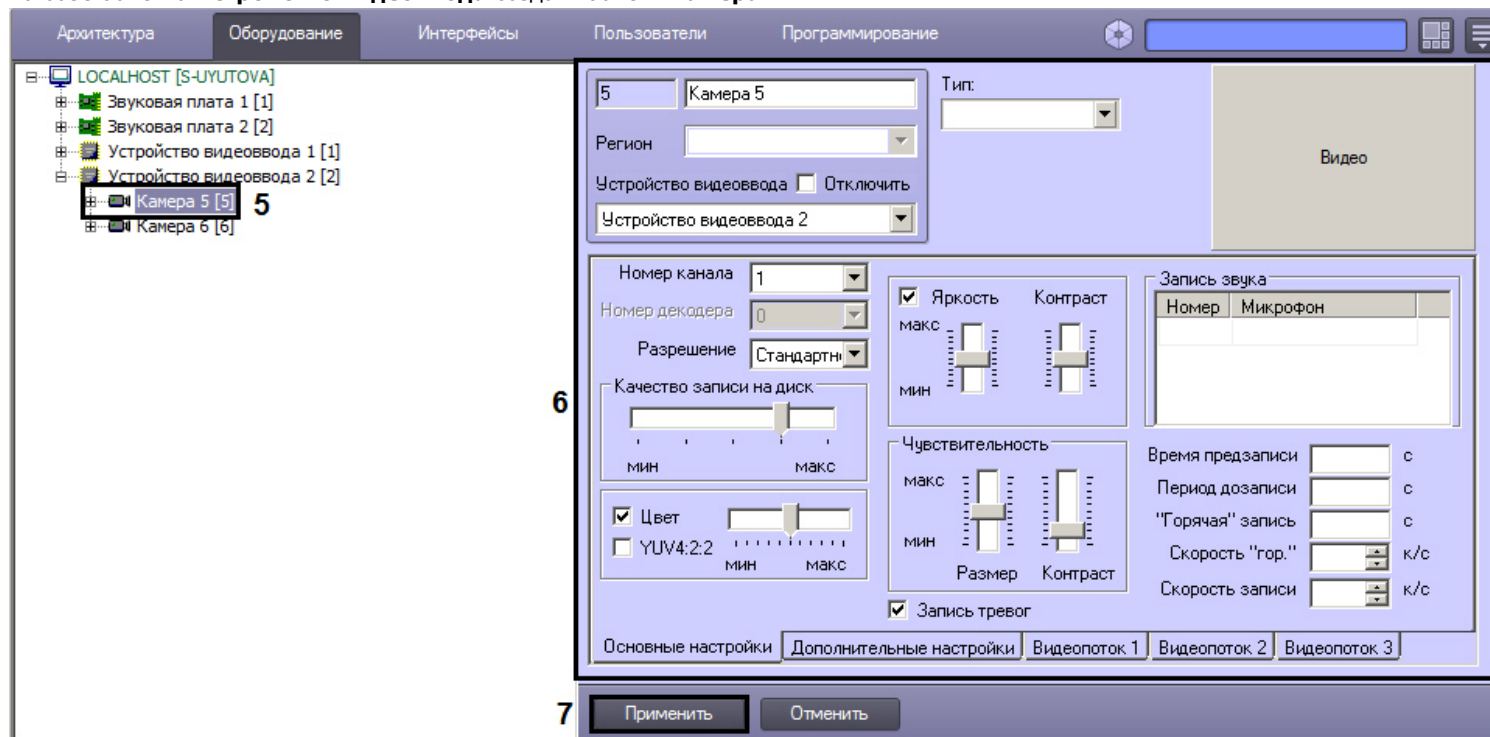 Архитектура Оборудование Интерфейсы Пользователи Программирование
LOCALHOST [S-UYUTOVA]
Звуковая плата 1 [1]
Звуковая плата 2 [2]
Устройство видеоввода 1 [1]
Устройство видеоввода 2 [2]
Камера 5 [5] 5
Камера 6 [6]
5 Камера 5 Тип:
Регион
Устройство видеоввода Отключить
Устройство видеоввода 2
Видео
6
Номер канала 1
Номер декодера 0
Разрешение Стандартн
Качество записи на диск
мин макс
Цвет
YUV4:2:2
мин макс
Яркость Контраст
макс
мин
Чувствительность
макс
мин
Размер Контраст
Запись тревог
Запись звука
Номер Микрофон
Время предзаписи с
Период дозаписи с
"Горячая" запись с
Скорость "гор." к/с
Скорость записи к/с
Основные настройки Дополнительные настройки Видеопоток 1 Видеопоток 2 Видеопоток 3
7 Применить Отменить